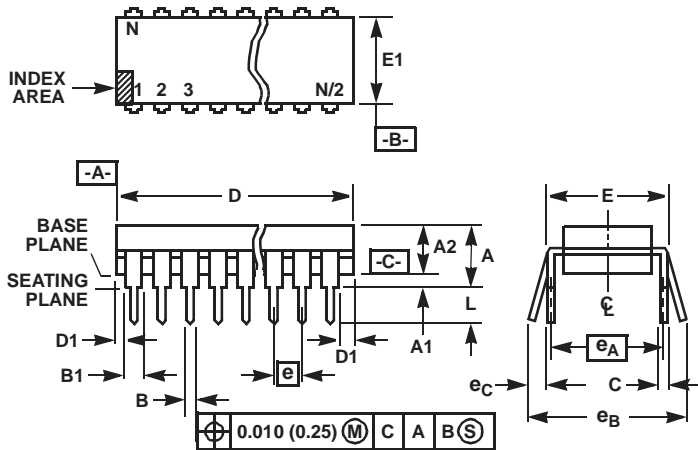 N
E1
INDEX
AREA
1 2 3 N/2
-B-
-A-
D
E
BASE
PLANE
A2
A
-C-
SEATING
PLANE
L
C
L
D1
A1
D1
eA
B1
e
eC
C
B
eB
0.010 (0.25) M C A B S